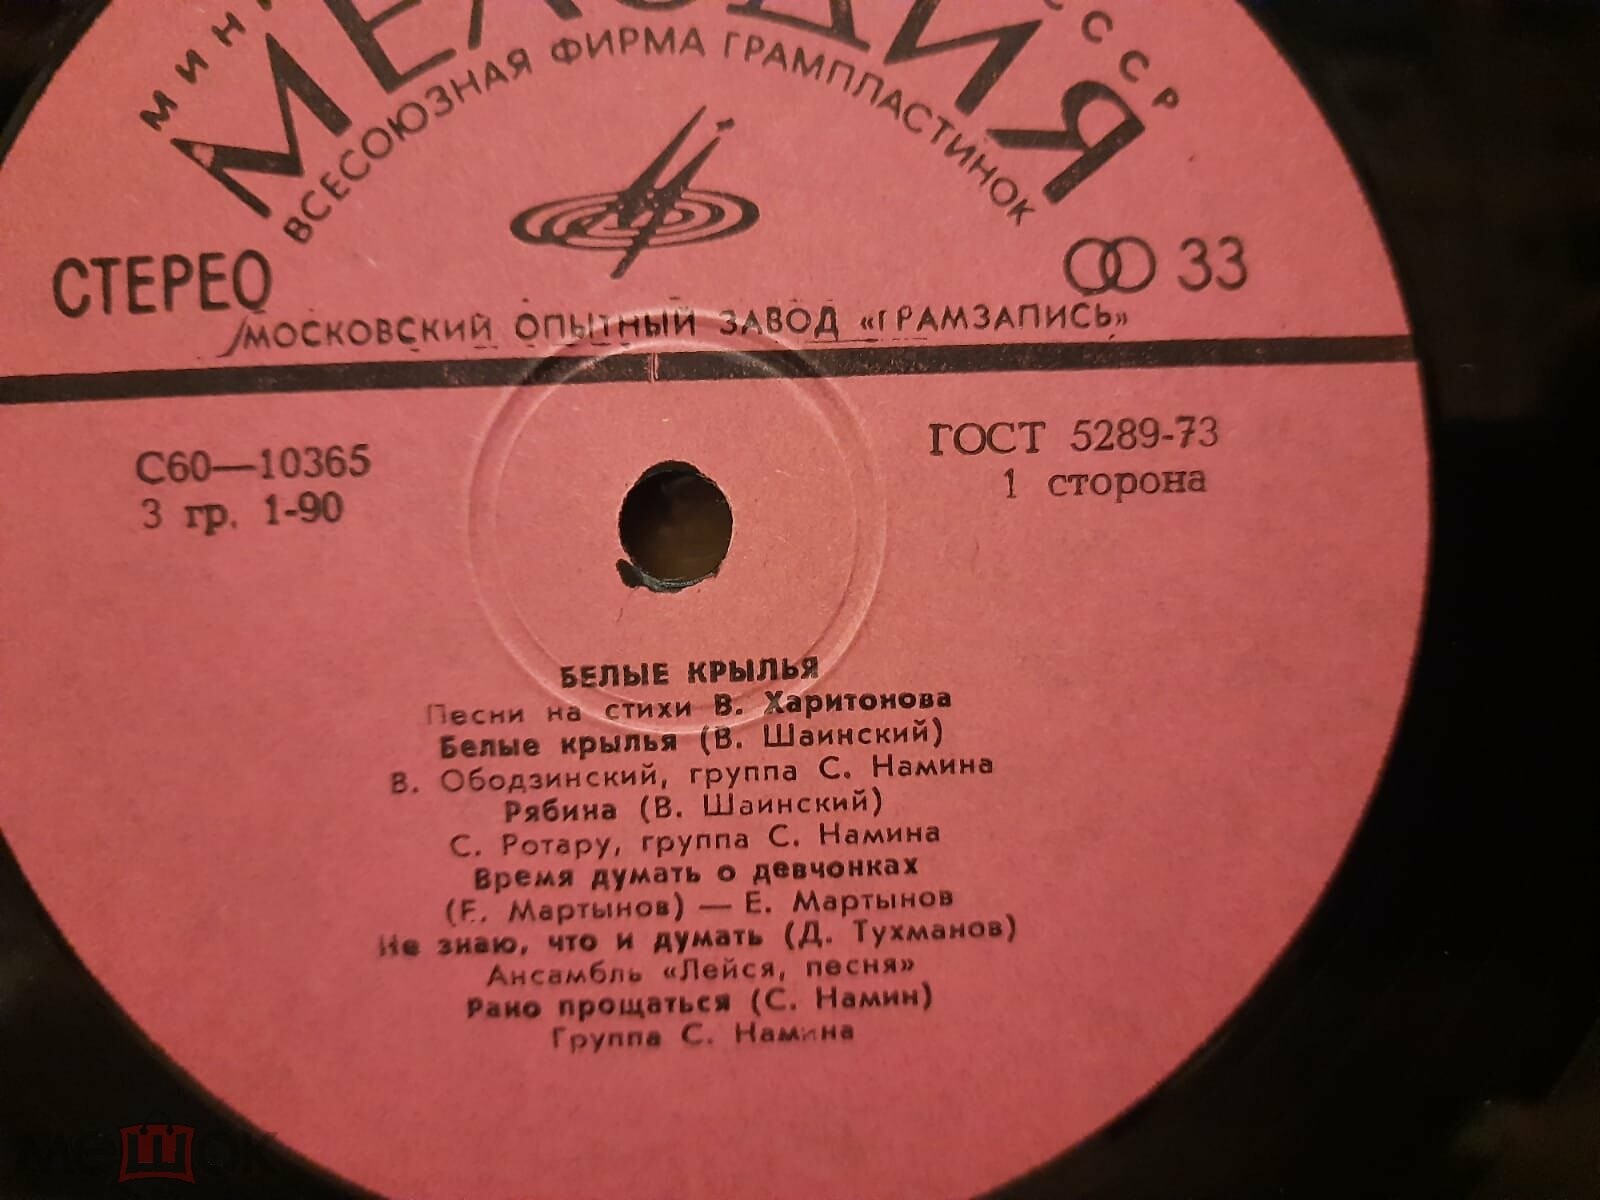 МЕЛОДИЯ
ВСЕСОЮЗНАЯ ФИРМА ГРАМПЛАСТИНОК
СТЕРЕО
33
МОСКОВСКИЙ ОПЫТНЫЙ ЗАВОД «ГРАМЗАПИСЬ»
С60—10365
3 гр. 1-90
ГОСТ 5289-73
1 сторона
БЕЛЫЕ КРЫЛЬЯ
Песни на стихи В. Харитонова
Белые крылья (В. Шаинский)
В. Ободзинский, группа С. Намина
Рябина (В. Шаинский)
С. Ротару, группа С. Намина
Время думать о девчонках
(Е. Мартынов) — Е. Мартынов
Не знаю, что и думать (Д. Тухманов)
Ансамбль «Лейся, песня»
Рано прощаться (С. Намин)
Группа С. Намина
мешок